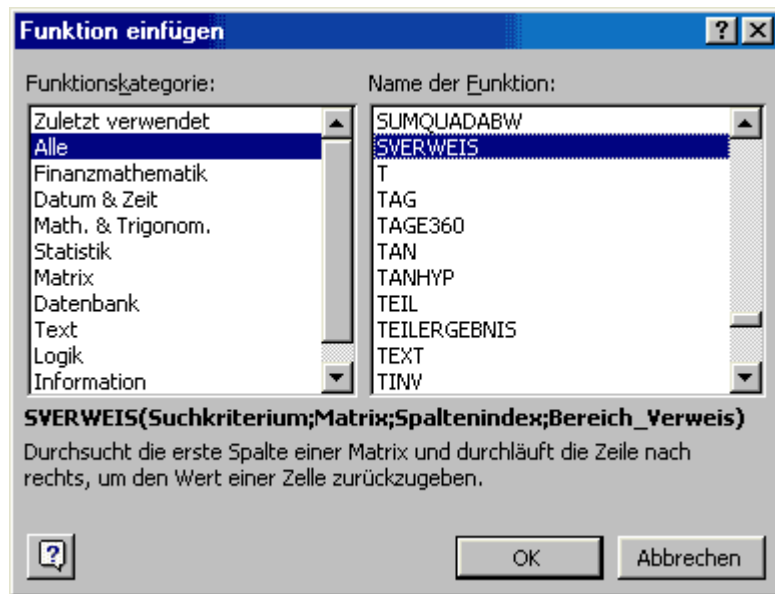 Funktion einfügen
Funktionskategorie:
Zuletzt verwendet
Alle
Finanzmathematik
Datum & Zeit
Math. & Trigonom.
Statistik
Matrix
Datenbank
Text
Logik
Information
Name der Funktion:
SUMQUADABW
SVERWEIS
T
TAG
TAGE360
TAN
TANHYP
TEIL
TEILERGEBNIS
TEXT
TINV
SVERWEIS(Suchkriterium;Matrix;Spaltenindex;Bereich_Verweis)
Durchsucht die erste Spalte einer Matrix und durchläuft die Zeile nach
rechts, um den Wert einer Zelle zurückzugeben.
OK
Abbrechen